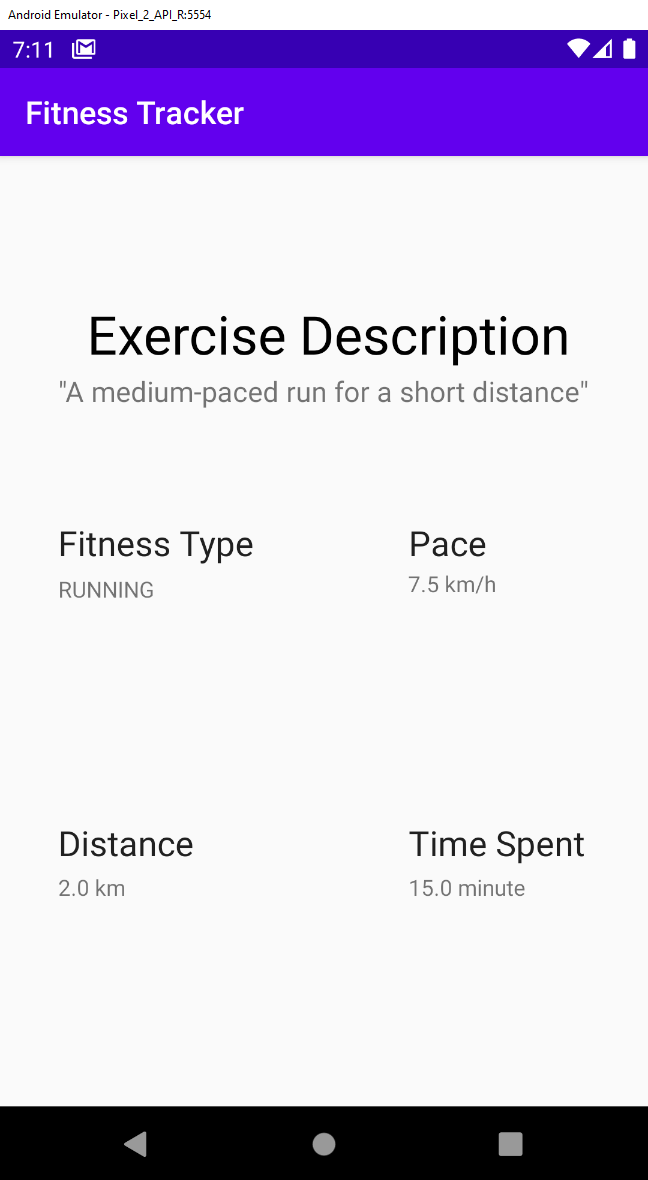 Android Emulator - Pixel_2_API_R:5554
7:11
Fitness Tracker
Exercise Description
"A medium-paced run for a short distance"
Fitness Type
Pace
RUNNING
7.5 km/h
Distance
Time Spent
2.0 km
15.0 minute